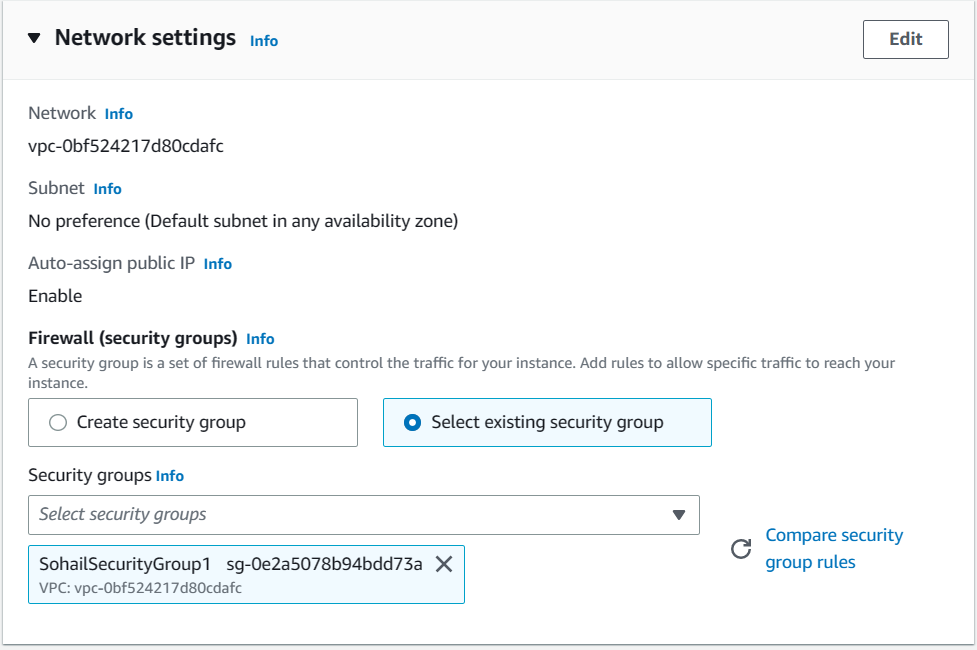 Network settings Info
Edit
Network Info
vpc-0bf524217d80cdafc
Subnet Info
No preference (Default subnet in any availability zone)
Auto-assign public IP Info
Enable
Firewall (security groups) Info
A security group is a set of firewall rules that control the traffic for your instance. Add rules to allow specific traffic to reach your
instance.
Create security group
Select existing security group
Security groups Info
Select security groups
SohailSecurityGroup1 sg-0e2a5078b94bdd73a
VPC: vpc-0bf524217d80cdafc
Compare security
group rules